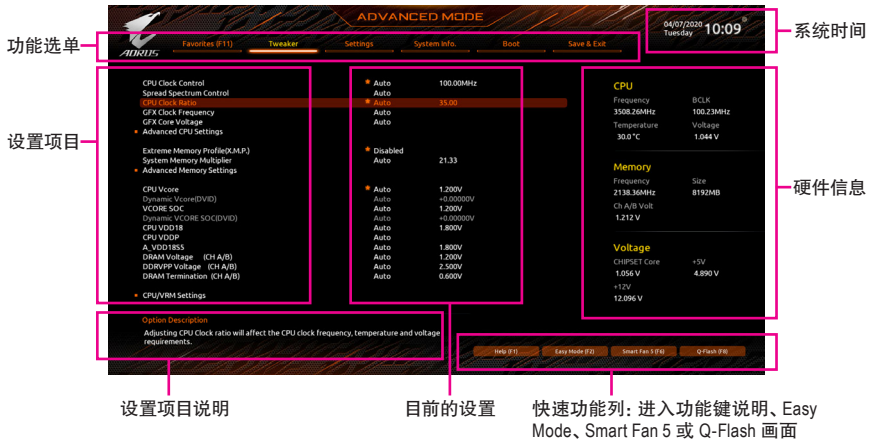 ADVANCED MODE
04/07/2020
Tuesday
10:09
系统时间
功能选单
AORUS
Favorites (F11) Tweaker Settings System Info. Boot Save & Exit
设置项目
CPU Clock Control Auto 100.00MHz
Spread Spectrum Control Auto
CPU Clock Ratio Auto 35.00
GFX Clock Frequency Auto
GFX Core Voltage Auto
Advanced CPU Settings
Extreme Memory Profile(X.M.P.) Disabled
System Memory Multiplier Auto 21.33
Advanced Memory Settings
CPU Vcore Auto 1.200V
Dynamic Vcore(DVID) Auto +0.00000V
VCORE SOC Auto 1.200V
Dynamic VCORE SOC(DVID) Auto +0.00000V
CPU VDD18 Auto 1.800V
CPU VDDP Auto
A_VDD18S5 Auto 1.800V
DRAM Voltage (CH A/B) Auto 1.200V
DDRVPP Voltage (CH A/B) Auto 2.500V
DRAM Termination (CH A/B) Auto 0.600V
CPU/VRM Settings
CPU
Frequency BCLK
3508.26MHz 100.23MHz
Temperature Voltage
30.0 °C 1.044 V
Memory
Frequency Size
2138.36MHz 8192MB
Ch A/B Volt
1.212 V
Voltage
CHIPSET Core +5V
1.056 V 4.890 V
+12V
12.096 V
硬件信息
Option Description
Adjusting CPU Clock ratio will affect the CPU clock frequency, temperature and voltage
requirements.
Help (F1) Easy Mode (F2) Smart Fan 5 (F6) Q-Flash (F8)
设置项目说明
目前的设置
快速功能列: 进入功能键说明、Easy
Mode、Smart Fan 5 或 Q-Flash 画面